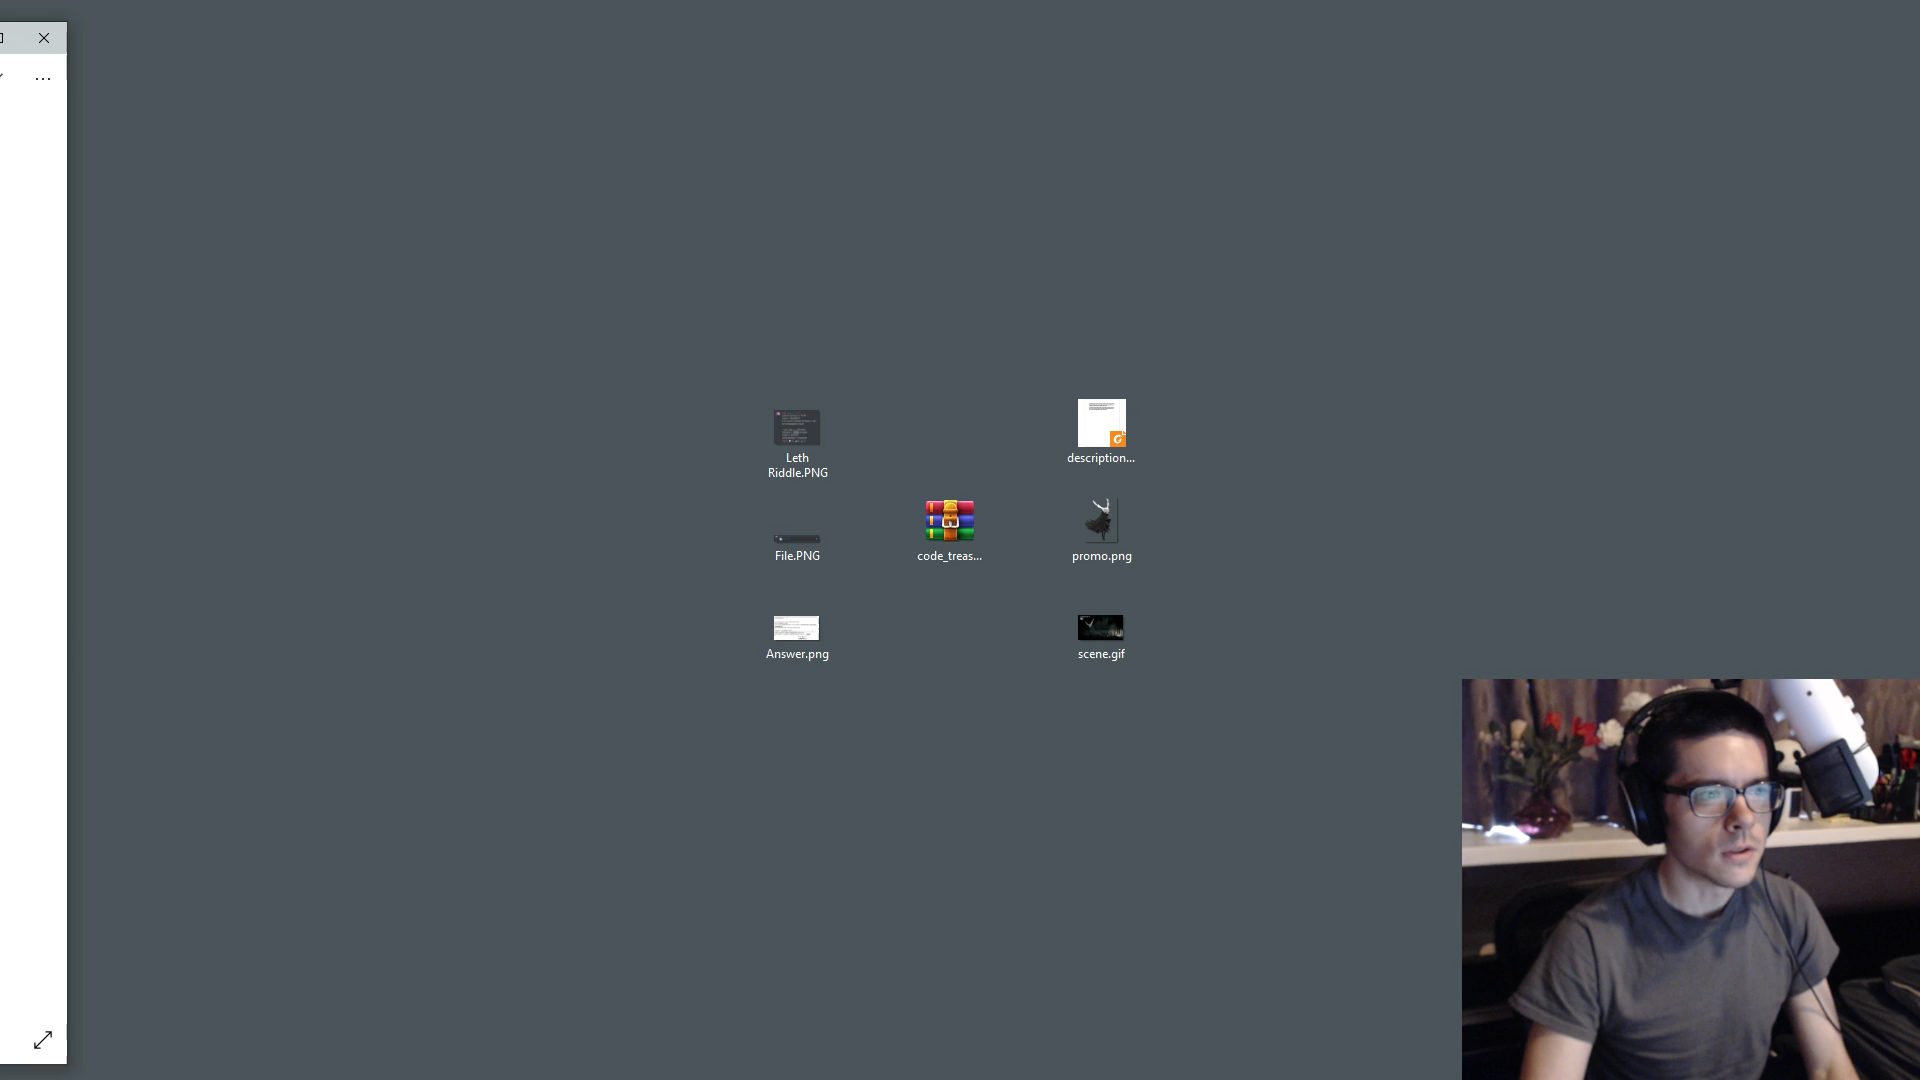 Leth
Riddle.PNG
description...
File.PNG
code_treas...
promo.png
Answer.png
scene.gif